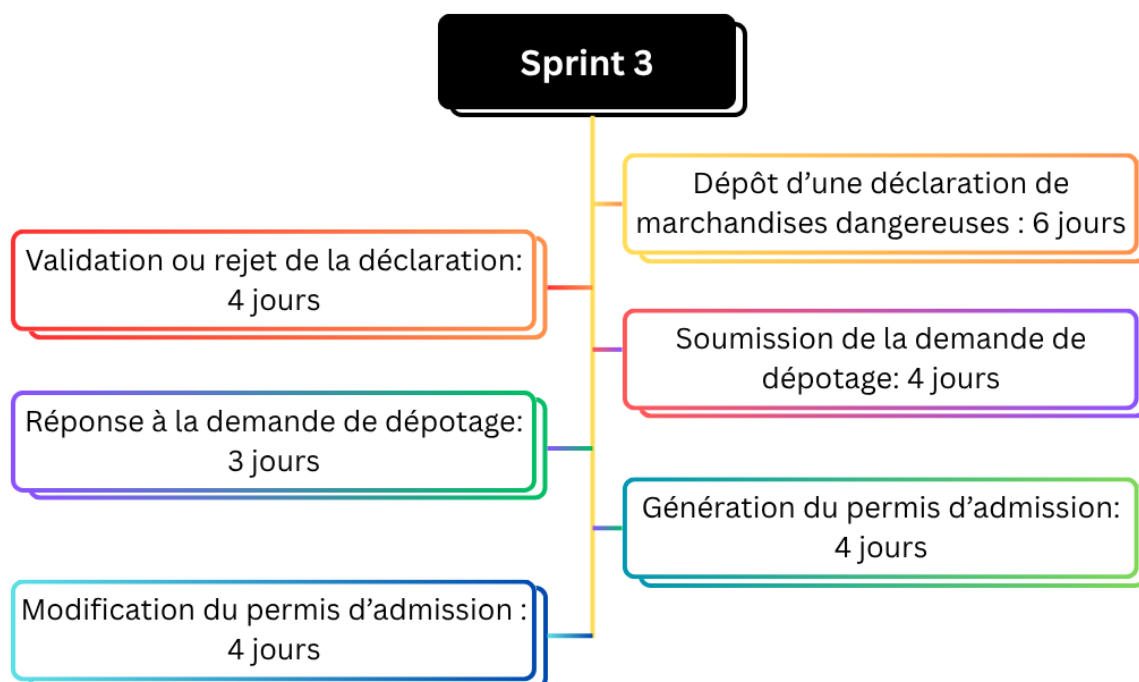 Sprint 3
Dépôt d’une déclaration de
marchandises dangereuses : 6 jours
Validation ou rejet de la déclaration:
4 jours
Soumission de la demande de
dépotage: 4 jours
Réponse à la demande de dépotage:
3 jours
Génération du permis d’admission:
4 jours
Modification du permis d’admission :
4 jours